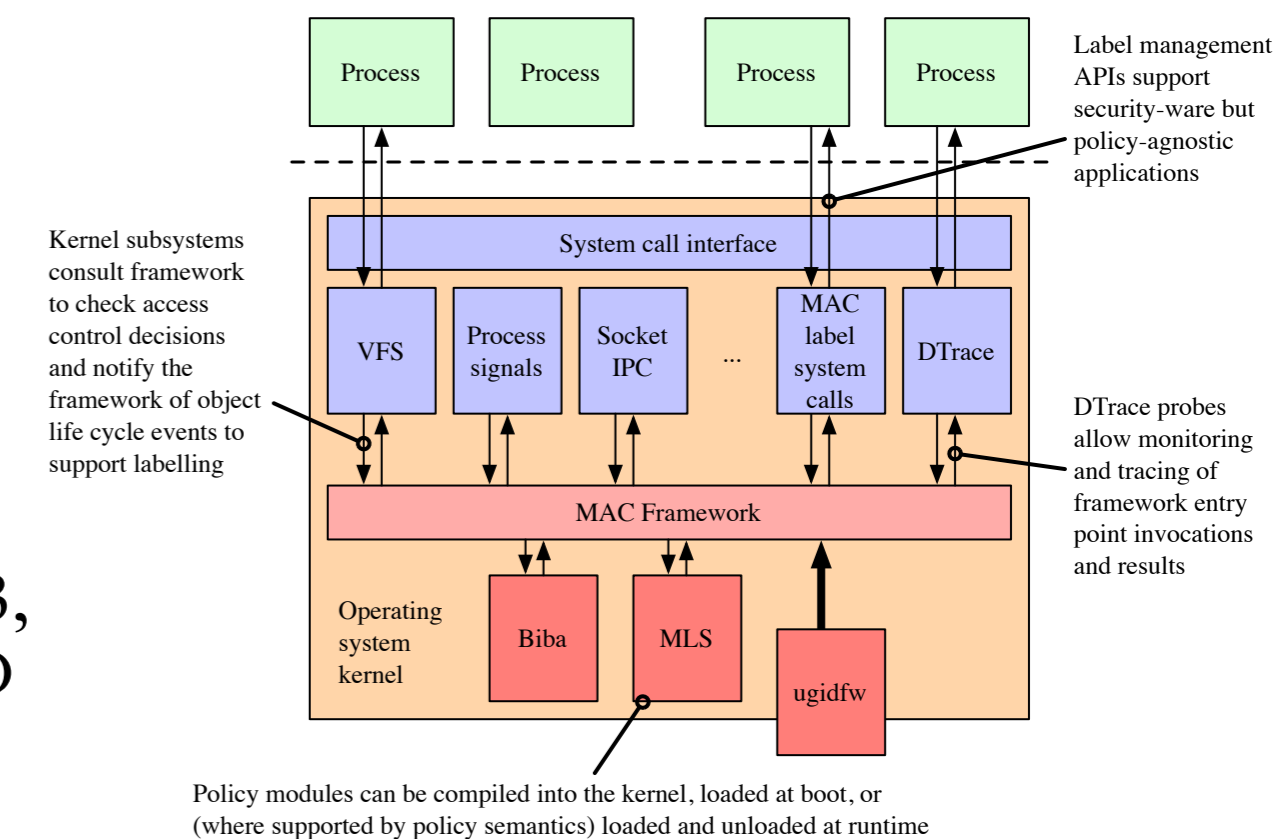 Process
Process
Process
Process
Label management
APIs support
security-ware but
policy-agnostic
applications
System call interface
Kernel subsystems
consult framework
to check access
control decisions
and notify the
framework of object
life cycle events to
support labelling
VFS
Process
signals
Socket
IPC
...
MAC
label
system
calls
DTrace
DTrace probes
allow monitoring
and tracing of
framework entry
point invocations
and results
MAC Framework
Operating
system
kernel
Biba
MLS
ugidfw
Policy modules can be compiled into the kernel, loaded at boot, or
(where supported by policy semantics) loaded and unloaded at runtime